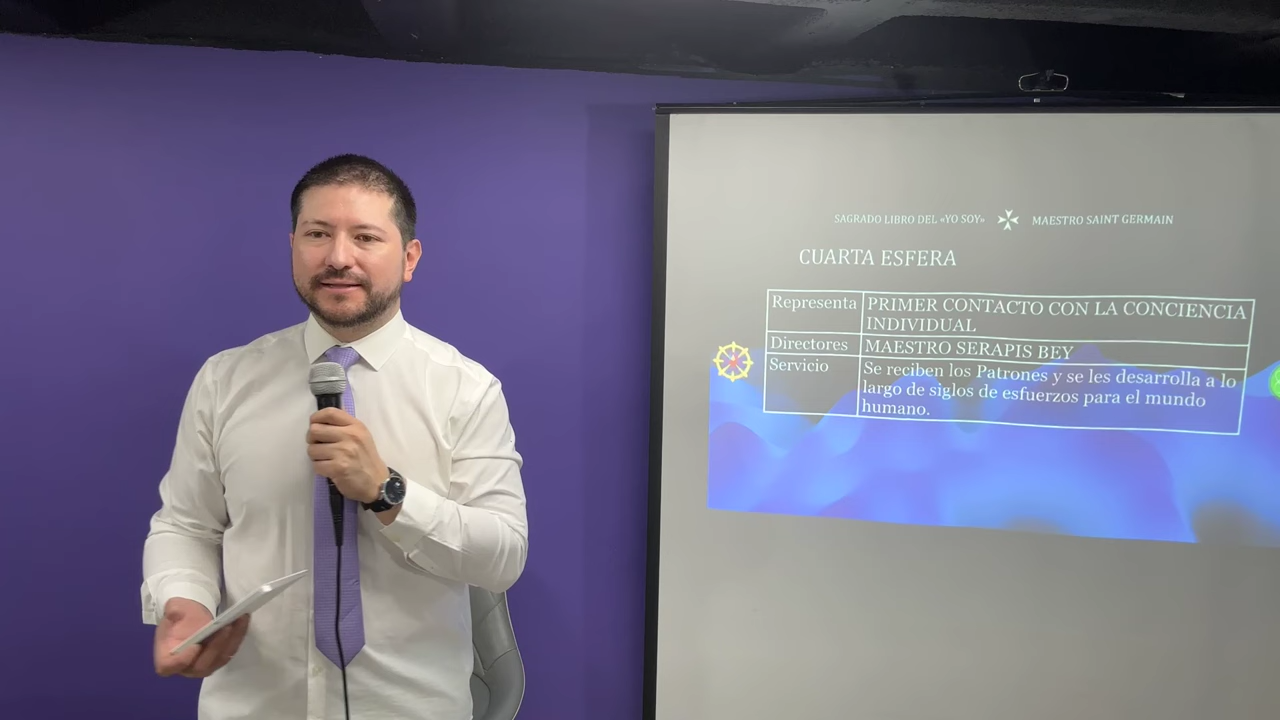 SAGRADO LIBRO DEL «YO SOY» MAESTRO SAINT GERMAIN
CUARTA ESFERA
Representa PRIMER CONTACTO CON LA CONCIENCIA
INDIVIDUAL
Directores MAESTRO SERAPIS BEY
Servicio Se reciben los Patrones y se les desarrolla a lo
largo de siglos de esfuerzos para el mundo
humano.